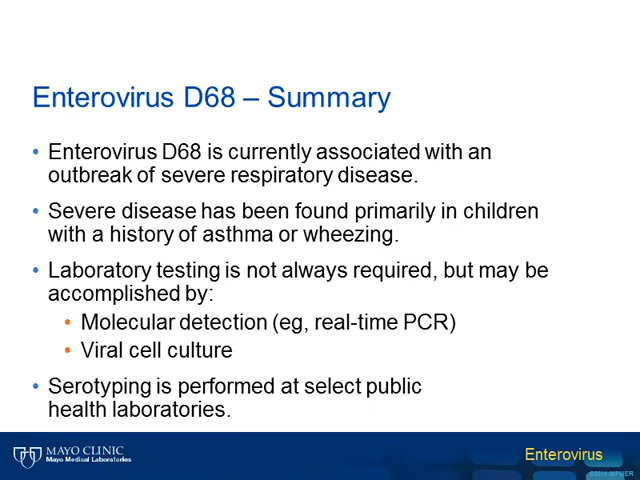 Enterovirus D68 – Summary
• Enterovirus D68 is currently associated with an
outbreak of severe respiratory disease.
• Severe disease has been found primarily in children
with a history of asthma or wheezing.
• Laboratory testing is not always required, but may be
accomplished by:
• Molecular detection (eg, real-time PCR)
• Viral cell culture
• Serotyping is performed at select public
health laboratories.
MAYO CLINIC
Mayo Medical Laboratories
Enterovirus